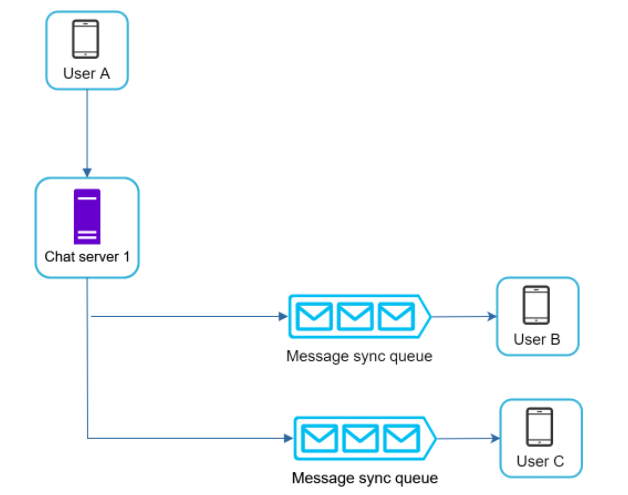 User A
Chat server 1
Message sync queue
User B
Message sync queue
User C